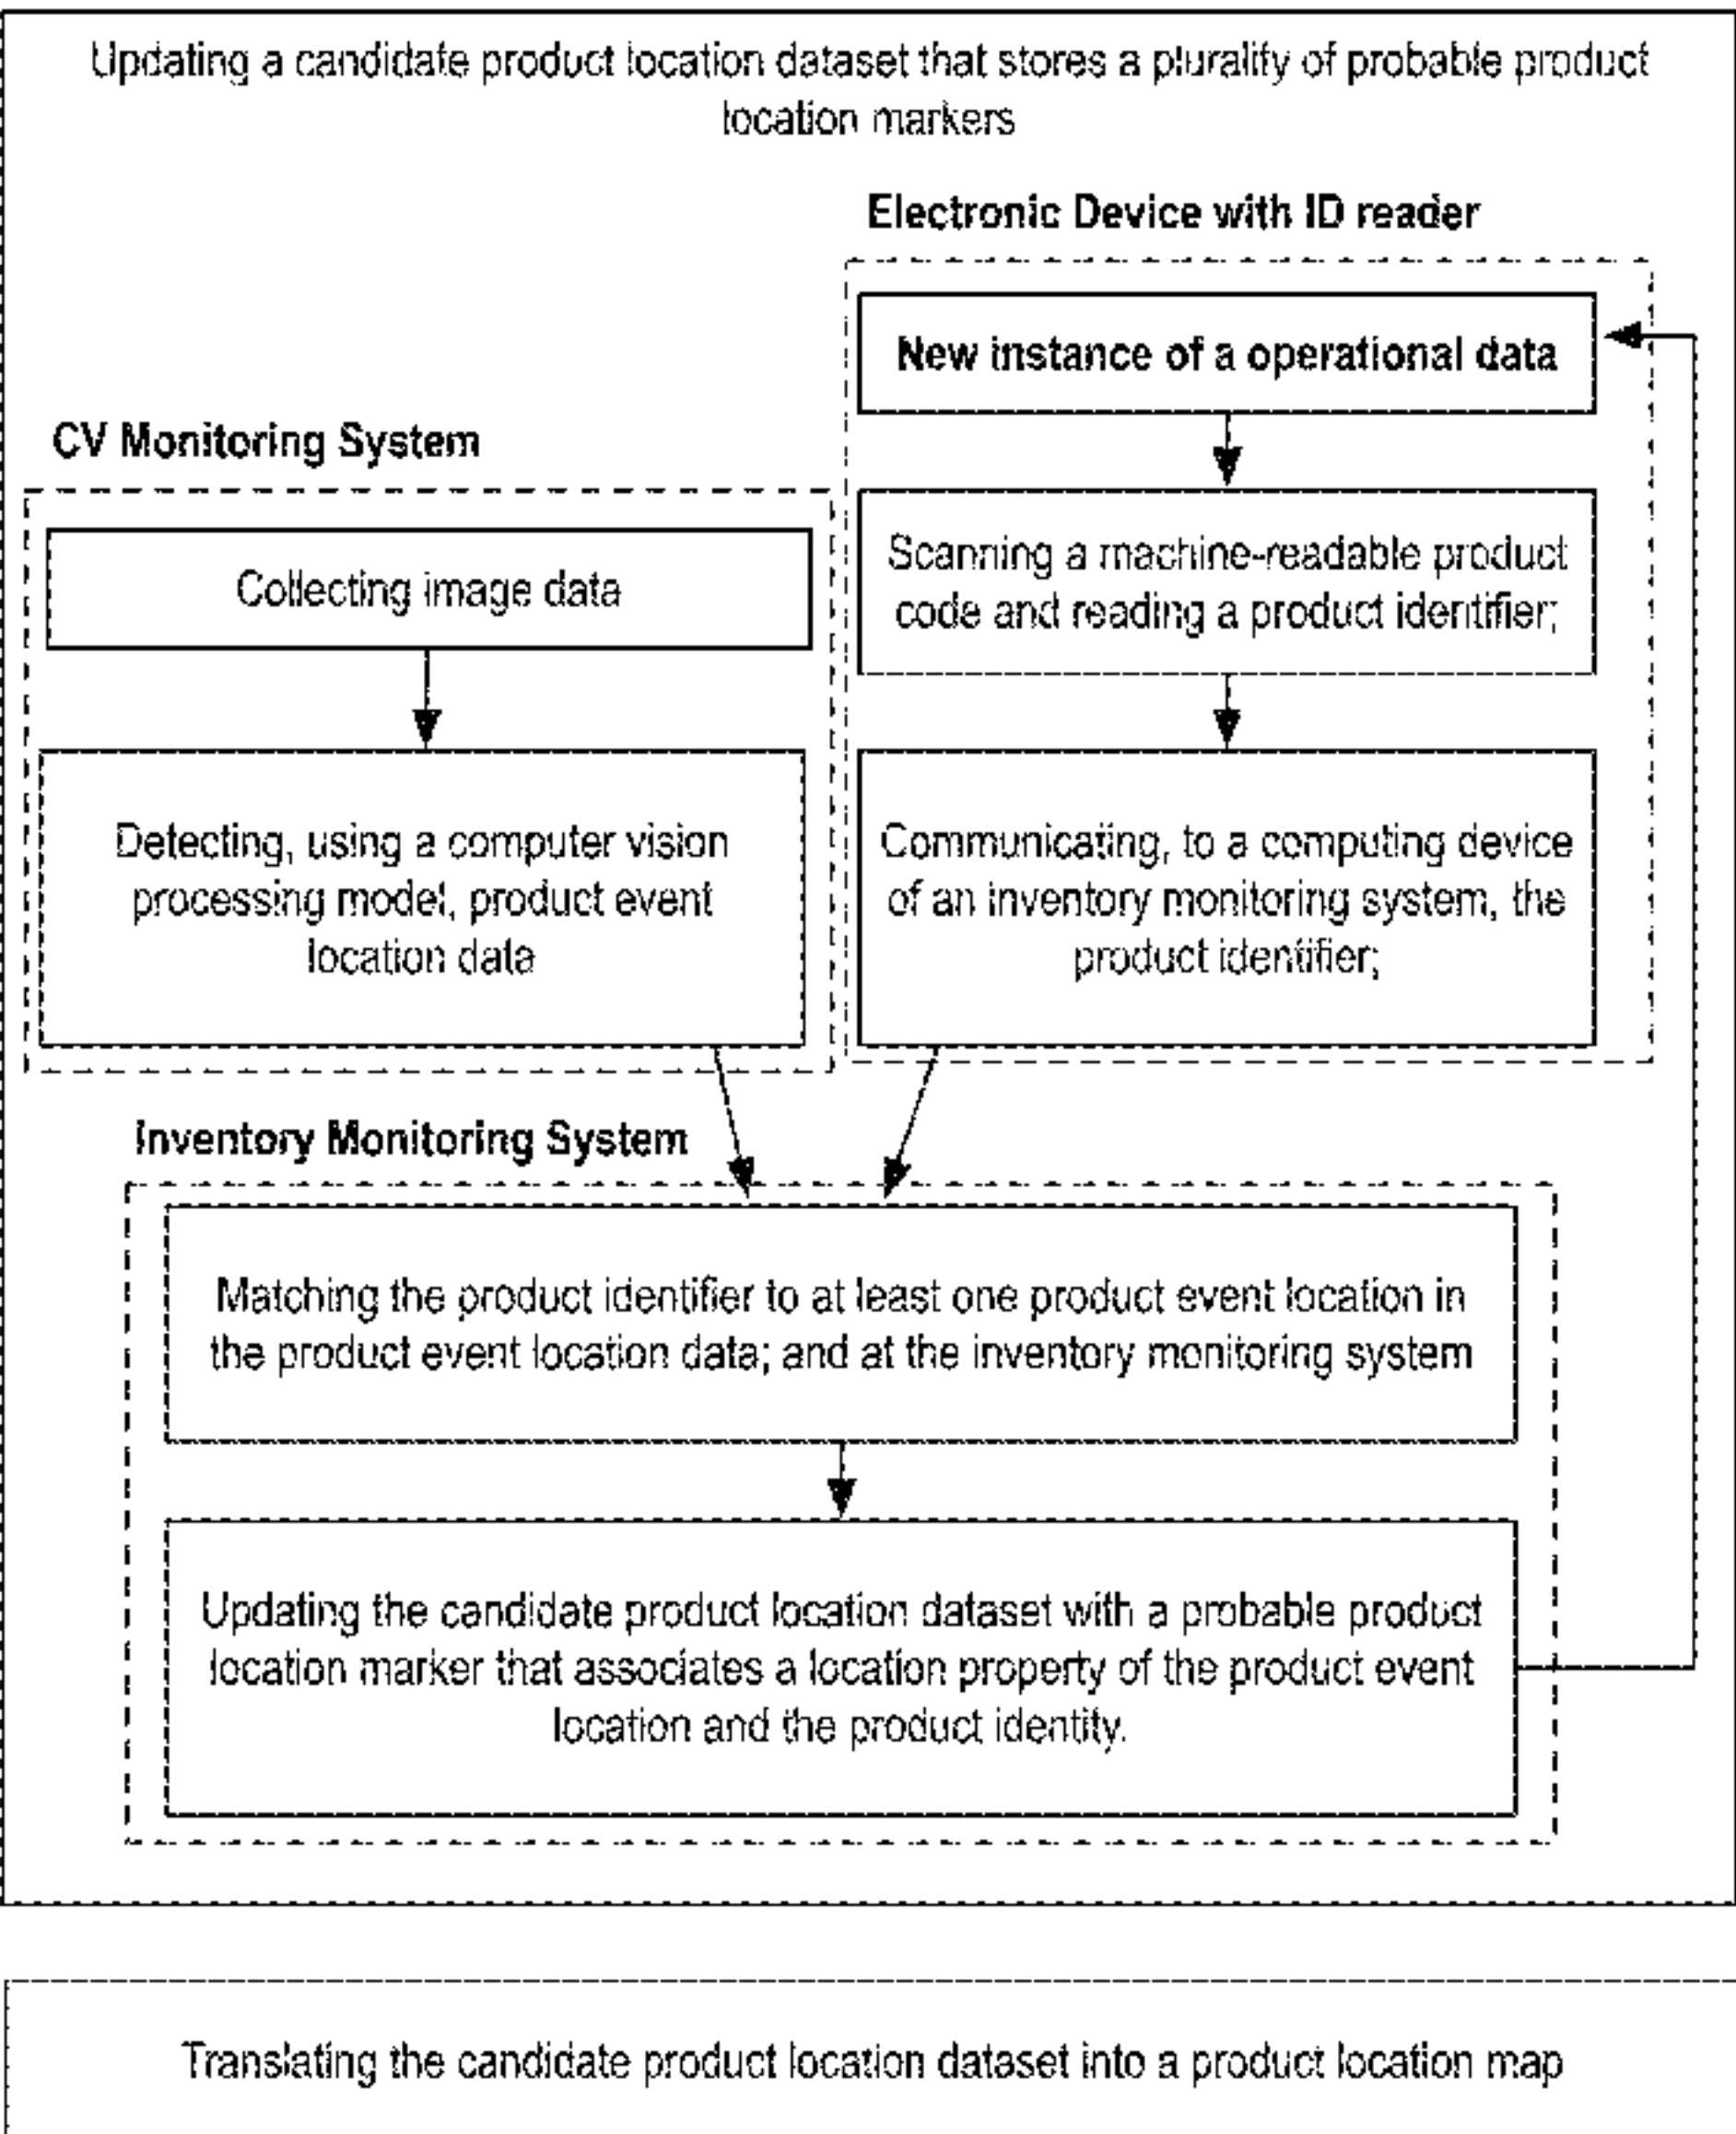 Updating a candidate product location dataset that stores a plurality of probable product
location markers
Electronic Device with ID reader
New instance of a operational data
CV Monitoring System
Scanning a machine-readable product
code and reading a product identifier;
Collecting image data
Detecting, using a computer vision
processing model, product event
location data
Communicating, to a computing device
of an inventory monitoring system, the
product identifier;
Inventory Monitoring System
Matching the product identifier to at least one product event location in
the product event location data; and at the inventory monitoring system
Updating the candidate product location dataset with a probable product
location marker that associates a location property of the product event
location and the product identity.
Translating the candidate product location dataset into a product location map